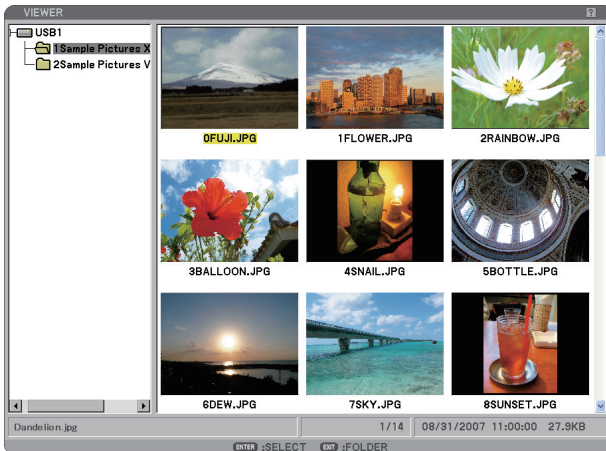 VIEWER
?
USB1
1Sample Pictures X
2Sample Pictures V
0FUJI.JPG 1FLOWER.JPG 2RAINBOW.JPG
3BALLOON.JPG 4SNAIL.JPG 5BOTTLE.JPG
6DEW.JPG 7SKY.JPG 8SUNSET.JPG
Dandelion.jpg 1/14 08/31/2007 11:00:00 27.9KB
ENTER :SELECT EXIT :FOLDER